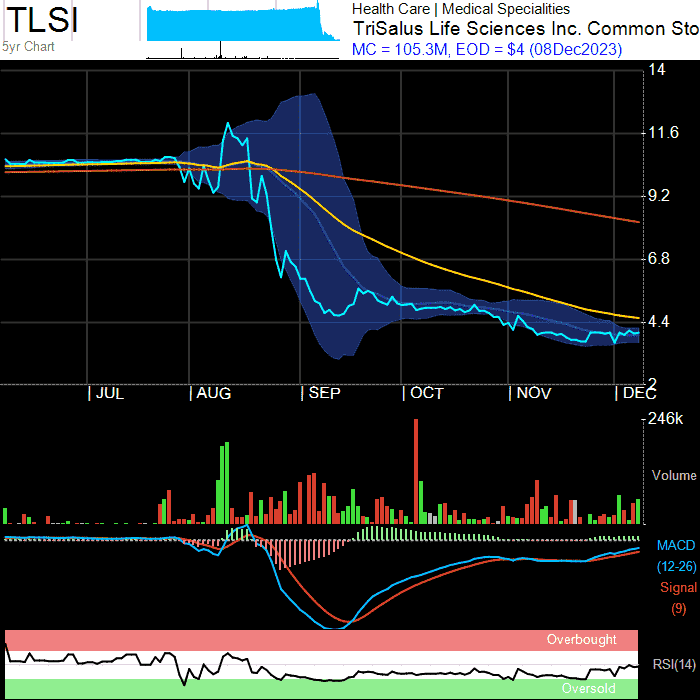 TLSI
5yr Chart
Health Care | Medical Specialities
TriSalus Life Sciences Inc. Common Sto
MC = 105.3M, EOD = $4 (08Dec2023)
14
11.6
9.2
6.8
4.4
2
JUL AUG SEP OCT NOV DEC
246k
Volume
MACD
(12-26)
Signal
(9)
Overbought
RSI(14)
Oversold